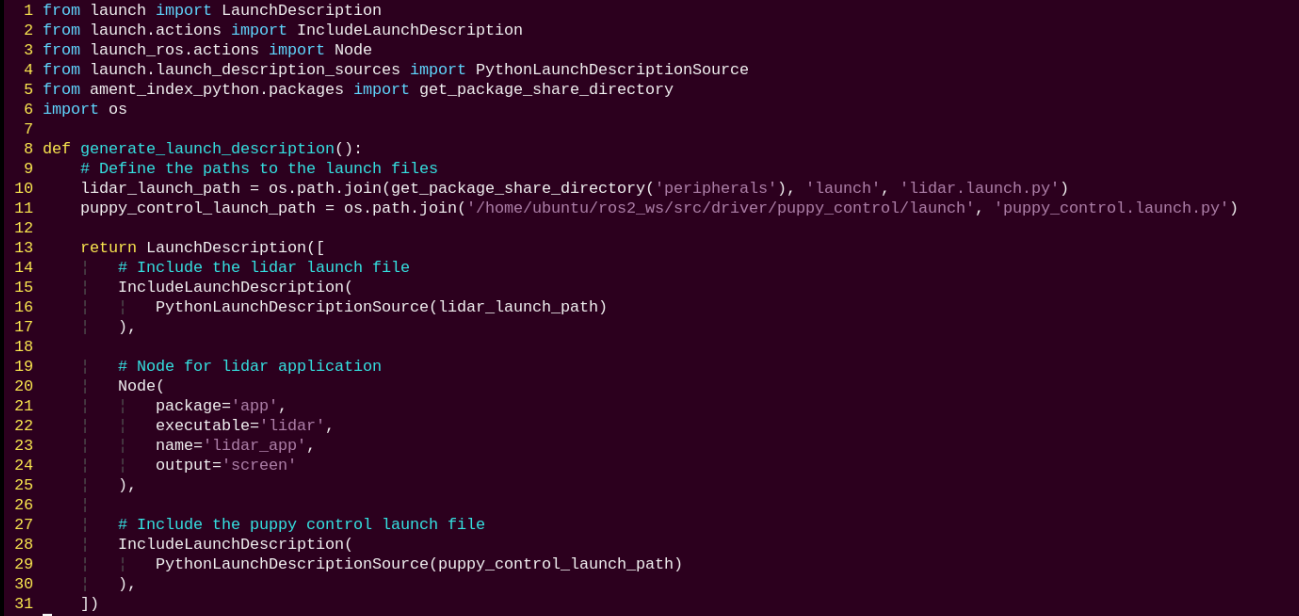 1 from launch import LaunchDescription
2 from launch.actions import IncludeLaunchDescription
3 from launch_ros.actions import Node
4 from launch.launch_description_sources import PythonLaunchDescriptionSource
5 from ament_index_python.packages import get_package_share_directory
6 import os
7
8 def generate_launch_description():
9     # Define the paths to the launch files
10     lidar_launch_path = os.path.join(get_package_share_directory('peripherals'), 'launch', 'lidar.launch.py')
11     puppy_control_launch_path = os.path.join('/home/ubuntu/ros2_ws/src/driver/puppy_control/launch', 'puppy_control.launch.py')
12
13     return LaunchDescription([
14     ¦   # Include the lidar launch file
15     ¦   IncludeLaunchDescription(
16     ¦   ¦   PythonLaunchDescriptionSource(lidar_launch_path)
17     ¦   ),
18
19     ¦   # Node for lidar application
20     ¦   Node(
21     ¦   ¦   package='app',
22     ¦   ¦   executable='lidar',
23     ¦   ¦   name='lidar_app',
24     ¦   ¦   output='screen'
25     ¦   ),
26     ¦
27     ¦   # Include the puppy control launch file
28     ¦   IncludeLaunchDescription(
29     ¦   ¦   PythonLaunchDescriptionSource(puppy_control_launch_path)
30     ¦   ),
31     ])